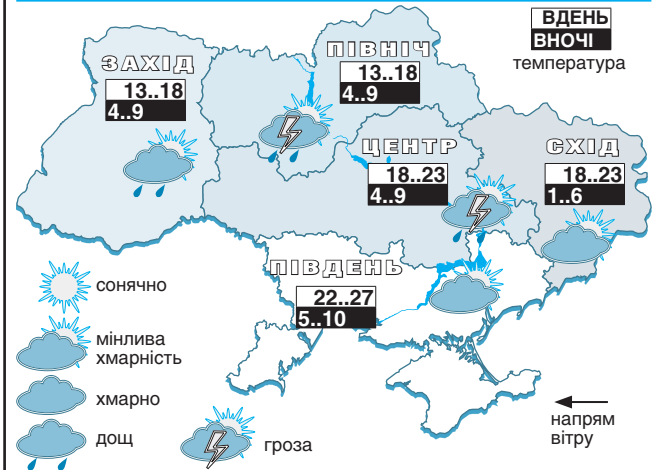 ВДЕНЬ
ВНОЧІ
температура
ЗАХІД
13..18
4..9
ПІВНІЧ
13..18
4..9
ЦЕНТР
18..23
4..9
СХІД
18..23
1..6
ПІВДЕНЬ
22..27
5..10
сонячно
мінлива
хмарність
хмарно
дощ
гроза
напрям
вітру